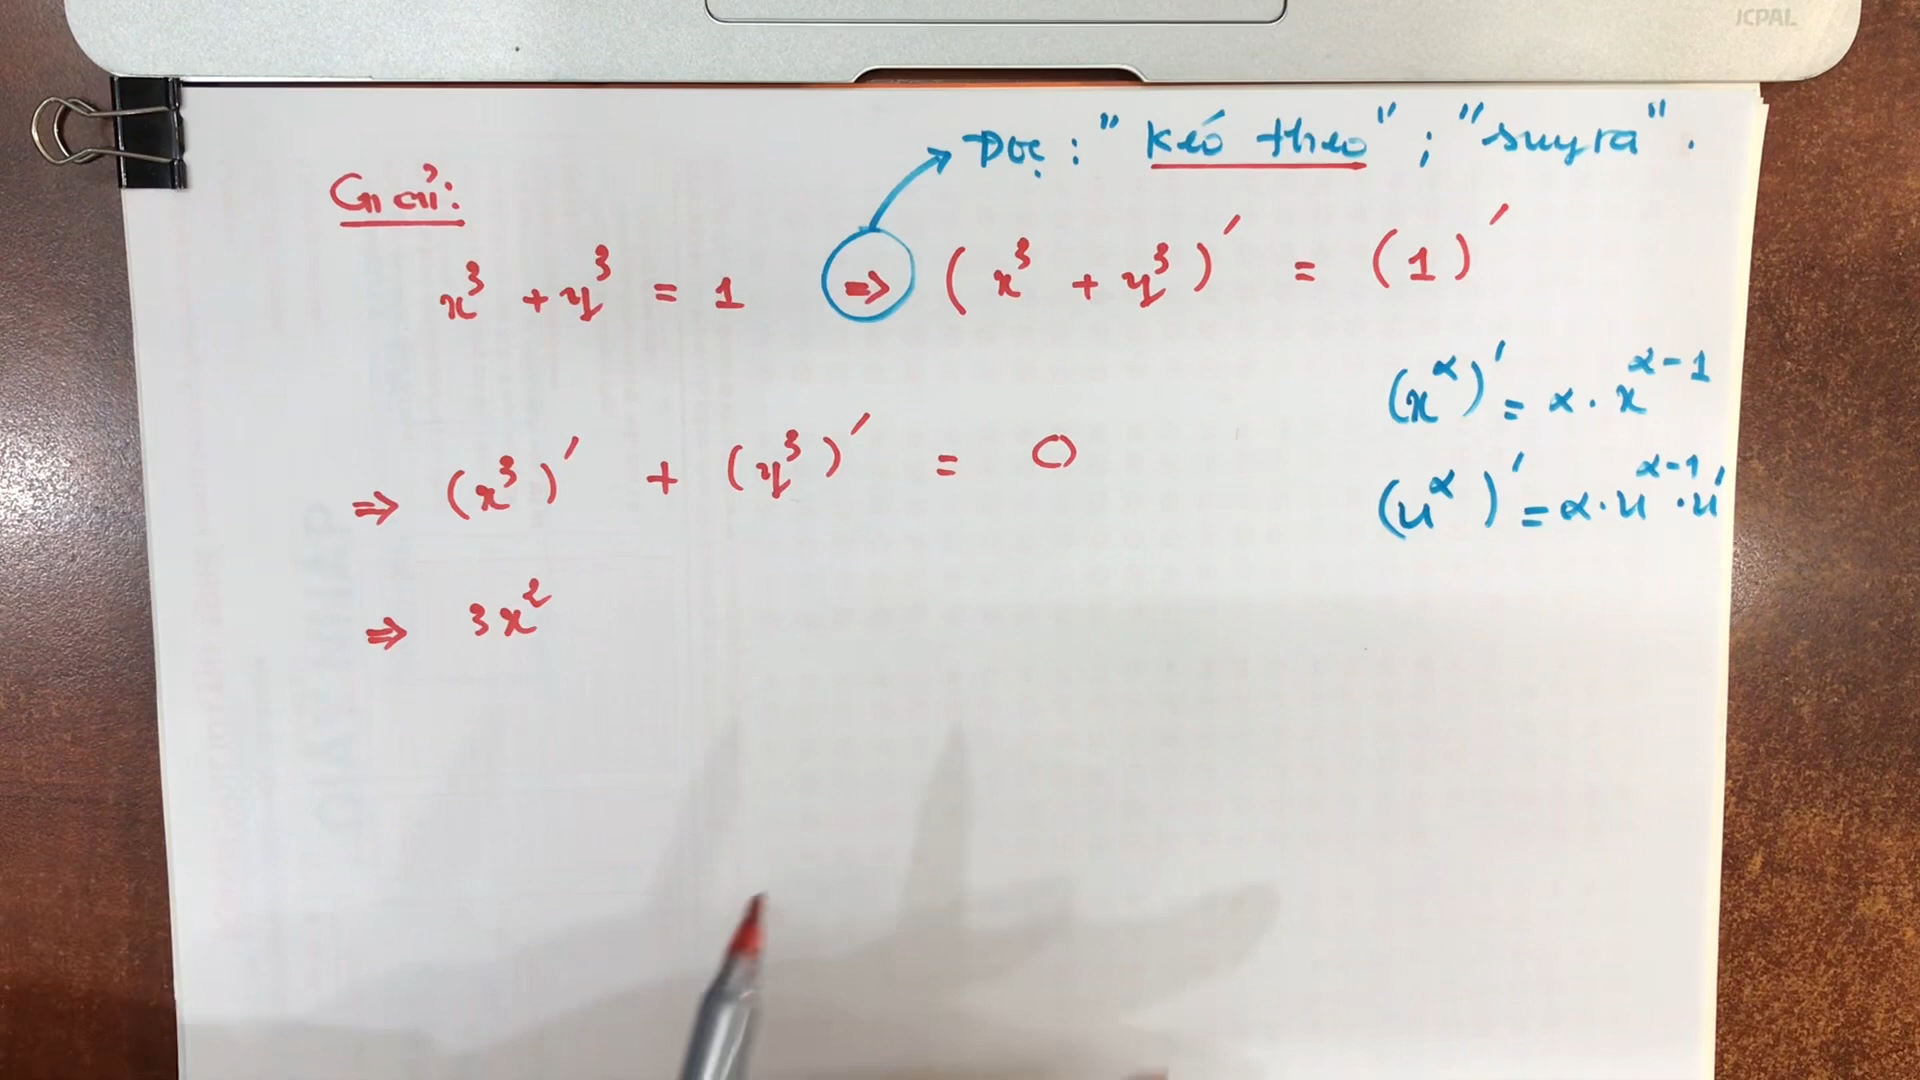 JCPAL
Đọc: "kéo theo"; "suy ra".
Giải:
x³ + y³ = 1 ⇒ (x³ + y³)′ = (1)′
(x^α)′ = α · x^(α-1)
⇒ (x³)′ + (y³)′ = 0
(u^α)′ = α · u^(α-1) · u′
⇒ 3x²